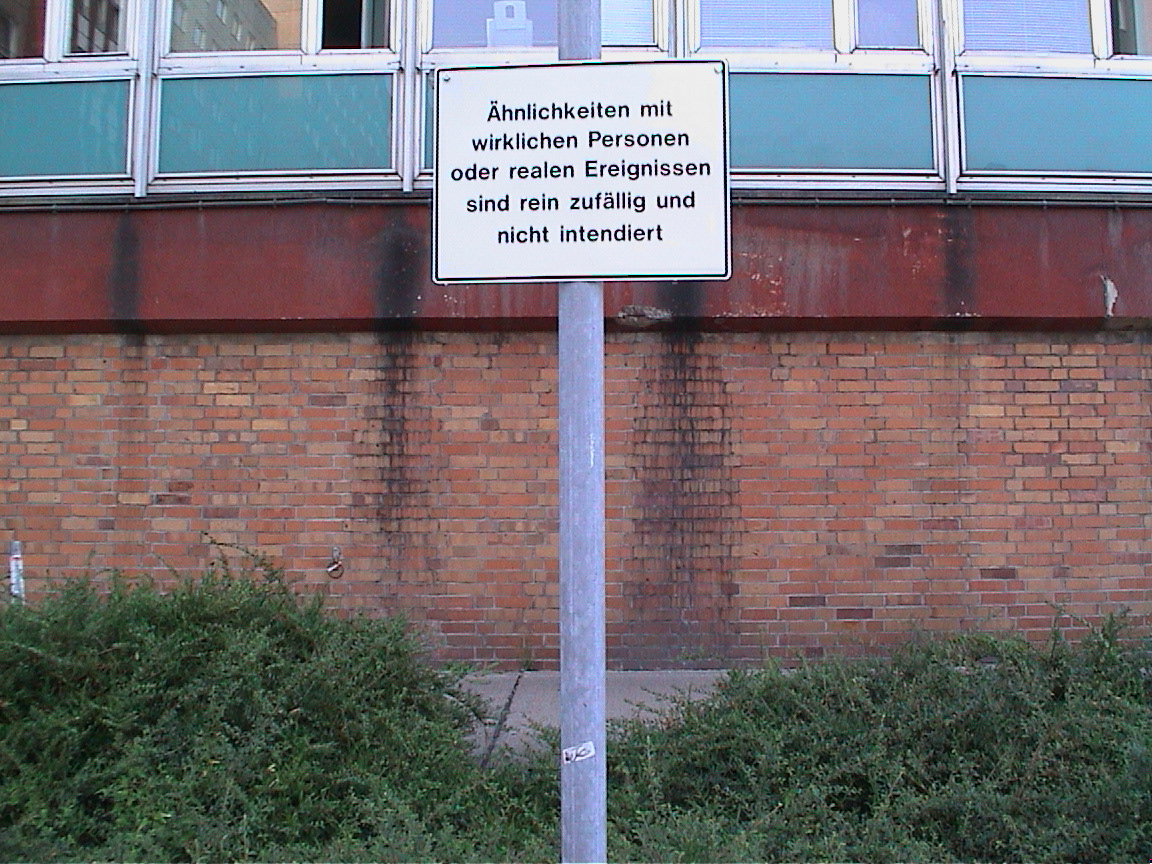 Ähnlichkeiten mit
wirklichen Personen
oder realen Ereignissen
sind rein zufällig und
nicht intendiert